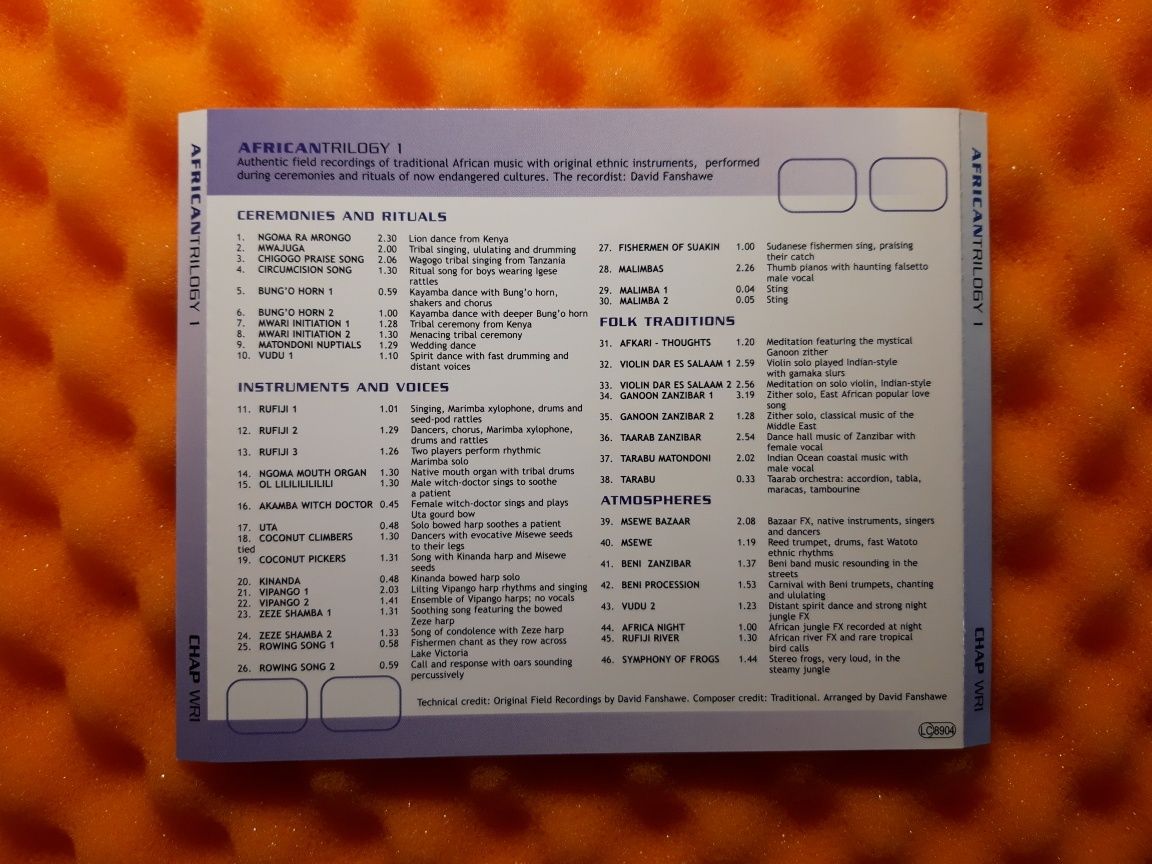 AFRICANTRILOGY 1
Authentic field recordings of traditional African music with original ethnic instruments, performed
during ceremonies and rituals of now endangered cultures. The recordist: David Fanshawe
CEREMONIES AND RITUALS
1. NGOMA RA MRONGO 2.30 Lion dance from Kenya
2. MWAJUGA 2.00 Tribal singing, ululating and drumming
3. CHIGOGO PRAISE SONG 2.06 Wagogo tribal singing from Tanzania
4. CIRCUMCISION SONG 1.30 Ritual song for boys wearing Igese
rattles
5. BUNG'O HORN 1 0.59 Kayamba dance with Bung'o horn,
shakers and chorus
6. BUNG'O HORN 2 1.00 Kayamba dance with deeper Bung'o horn
7. MWARI INITIATION 1 1.28 Tribal ceremony from Kenya
8. MWARI INITIATION 2 1.30 Menacing tribal ceremony
9. MATONDONI NUPTIALS 1.29 Wedding dance
10. VUDU 1 1.10 Spirit dance with fast drumming and
distant voices
INSTRUMENTS AND VOICES
11. RUFIJI 1 1.01 Singing, Marimba xylophone, drums and
seed-pod rattles
12. RUFIJI 2 1.29 Dancers, chorus, Marimba xylophone,
drums and rattles
13. RUFIJI 3 1.26 Two players perform rhythmic
Marimba solo
14. NGOMA MOUTH ORGAN 1.30 Native mouth organ with tribal drums
15. OL LILILILILILI 1.30 Male witch-doctor sings to soothe
a patient
16. AKAMBA WITCH DOCTOR 0.45 Female witch-doctor sings and plays
Uta gourd bow
17. UTA 0.48 Solo bowed harp soothes a patient
18. COCONUT CLIMBERS 1.30 Dancers with evocative Misewe seeds
tied to their legs
19. COCONUT PICKERS 1.31 Song with Kinanda harp and Misewe
seeds
20. KINANDA 0.48 Kinanda bowed harp solo
21. VIPANGO 1 2.03 Lilting Vipango harp rhythms and singing
22. VIPANGO 2 1.41 Ensemble of Vipango harps; no vocals
23. ZEZE SHAMBA 1 1.31 Soothing song featuring the bowed
Zeze harp
24. ZEZE SHAMBA 2 1.33 Song of condolence with Zeze harp
25. ROWING SONG 1 0.58 Fishermen chant as they row across
Lake Victoria
26. ROWING SONG 2 0.59 Call and response with oars sounding
percussively
27. FISHERMEN OF SUAKIN 1.00 Sudanese fishermen sing, praising
their catch
28. MALIMBAS 2.26 Thumb pianos with haunting falsetto
male vocal
29. MALIMBA 1 0.04 Sting
30. MALIMBA 2 0.05 Sting
FOLK TRADITIONS
31. AFKARI - THOUGHTS 1.20 Meditation featuring the mystical
Ganoon zither
32. VIOLIN DAR ES SALAAM 1 2.59 Violin solo played Indian-style
with gamaka slurs
33. VIOLIN DAR ES SALAAM 2 2.56 Meditation on solo violin, Indian-style
34. GANOON ZANZIBAR 1 3.19 Zither solo, East African popular love
song
35. GANOON ZANZIBAR 2 1.28 Zither solo, classical music of the
Middle East
36. TAARAB ZANZIBAR 2.54 Dance hall music of Zanzibar with
female vocal
37. TARABU MATONDONI 2.02 Indian Ocean coastal music with
male vocal
38. TARABU 0.33 Taarab orchestra: accordion, tabla,
maracas, tambourine
ATMOSPHERES
39. MSEWE BAZAAR 2.08 Bazaar FX, native instruments, singers
and dancers
40. MSEWE 1.19 Reed trumpet, drums, fast Watoto
ethnic rhythms
41. BENI ZANZIBAR 1.37 Beni band music resounding in the
streets
42. BENI PROCESSION 1.53 Carnival with Beni trumpets, chanting
and ululating
43. VUDU 2 1.23 Distant spirit dance and strong night
jungle FX
44. AFRICA NIGHT 1.00 African jungle FX recorded at night
45. RUFIJI RIVER 1.30 African river FX and rare tropical
bird calls
46. SYMPHONY OF FROGS 1.44 Stereo frogs, very loud, in the
steamy jungle
Technical credit: Original Field Recordings by David Fanshawe. Composer credit: Traditional. Arranged by David Fanshawe
LC8904
AFRICANTRILOGY 1
CHAP WRI
AFRICANTRILOGY 1
CHAP WRI